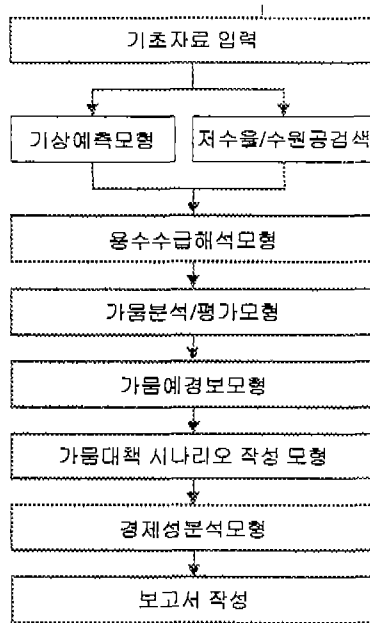 기초자료 입력
기상예측모형
저수율/수원공검색
용수수급해석모형
가뭄분석/평가모형
가뭄예경보모형
가뭄대책 시나리오 작성 모형
경제성분석모형
보고서 작성